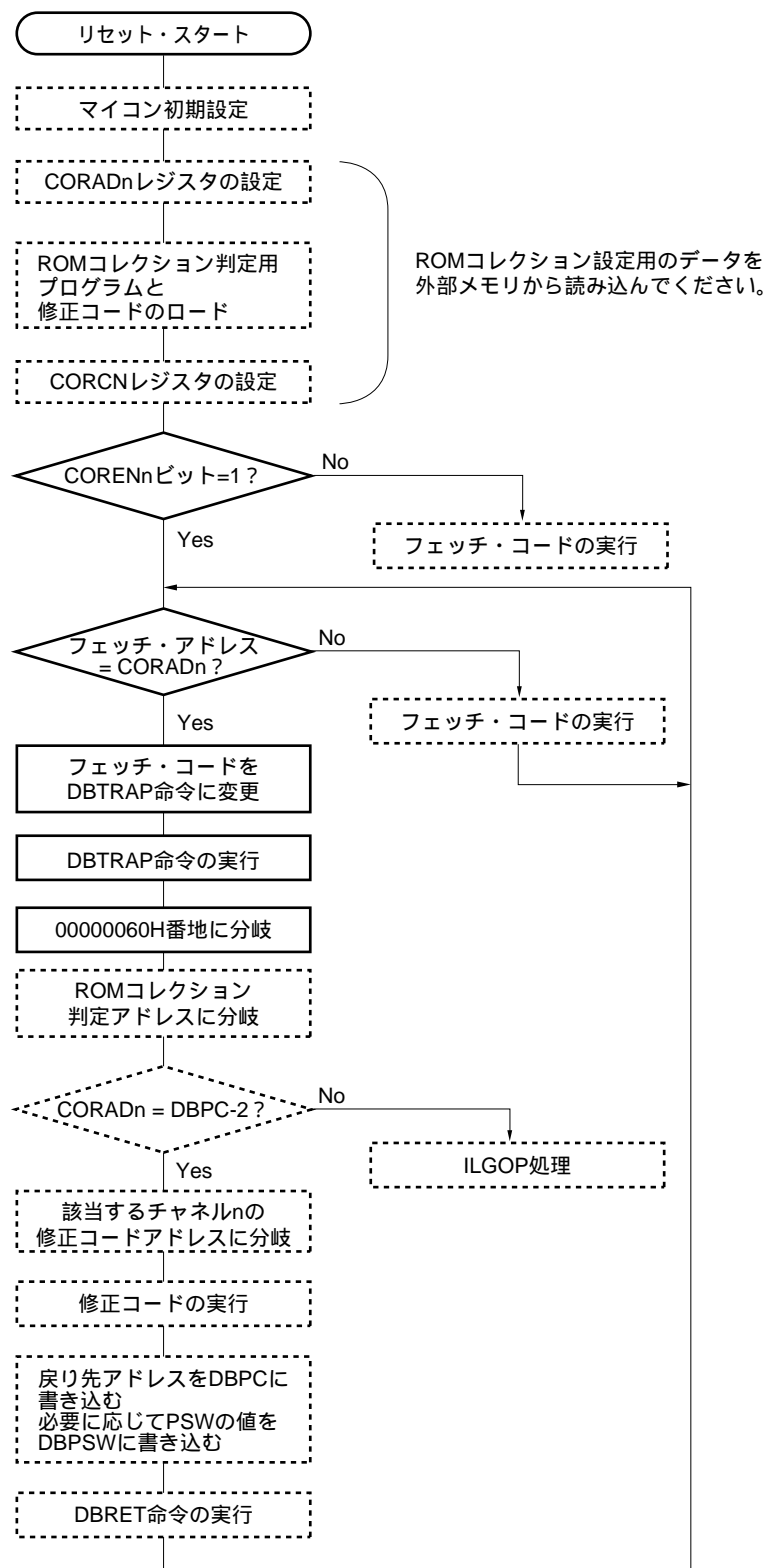 リセット・スタート
マイコン初期設定
CORADnレジスタの設定
ROMコレクション判定用
プログラムと
修正コードのロード
ROMコレクション設定用のデータを
外部メモリから読み込んでください。
CORCNレジスタの設定
CORENnビット=1？
No
Yes
フェッチ・コードの実行
フェッチ・アドレス
= CORADn？
No
Yes
フェッチ・コードの実行
フェッチ・コードを
DBTRAP命令に変更
DBTRAP命令の実行
00000060H番地に分岐
ROMコレクション
判定アドレスに分岐
CORADn = DBPC-2？
No
Yes
ILGOP処理
該当するチャネルnの
修正コードアドレスに分岐
修正コードの実行
戻り先アドレスをDBPCに
書き込む
必要に応じてPSWの値を
DBPSWに書き込む
DBRET命令の実行